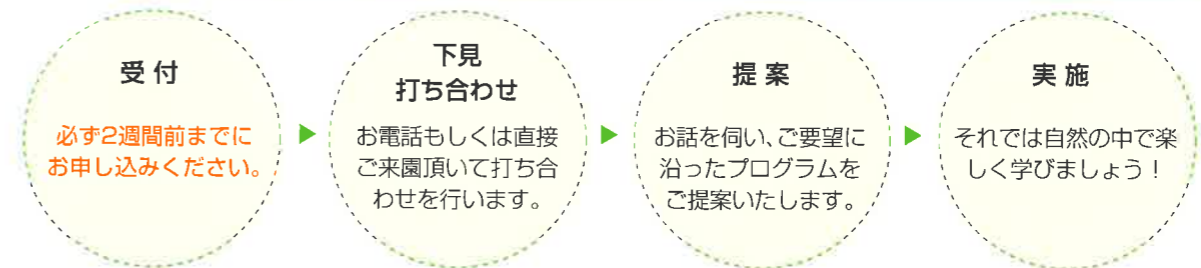 受付
必ず2週間前までに
お申し込みください。
下見
打ち合わせ
お電話もしくは直接
ご来園頂いて打ち合
わせを行います。
提案
お話を伺い、ご要望に
沿ったプログラムを
ご提案いたします。
実施
それでは自然の中で楽
しく学びましょう！